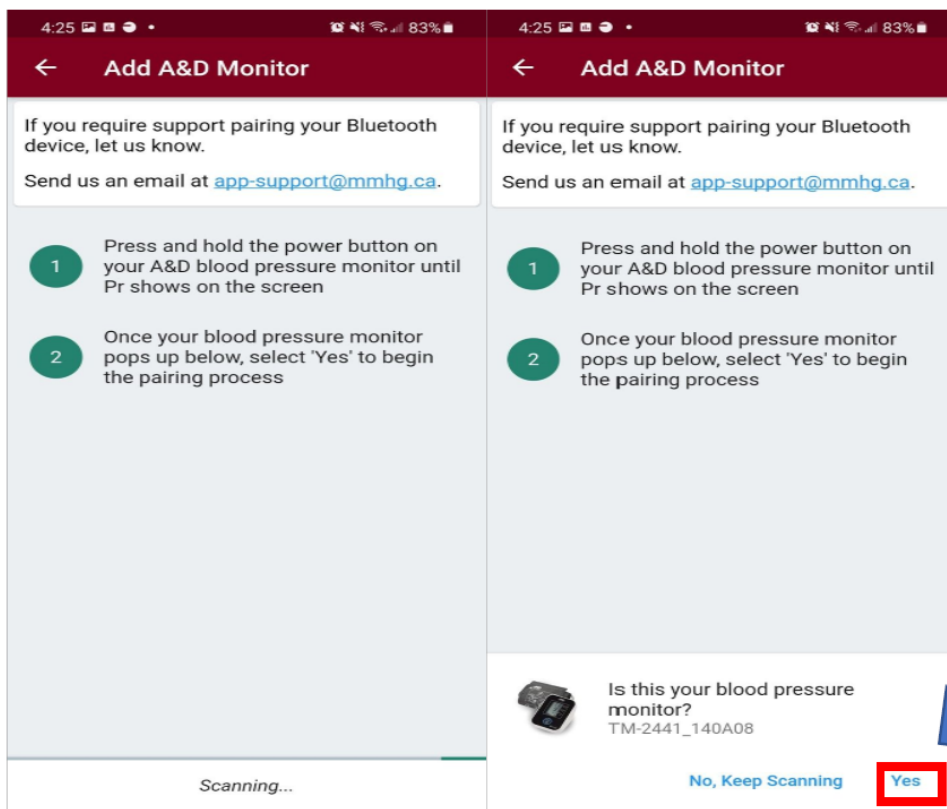 4:25
83%
Add A&D Monitor
If you require support pairing your Bluetooth
device, let us know.
Send us an email at app-support@mmhg.ca.
1
Press and hold the power button on
your A&D blood pressure monitor until
Pr shows on the screen
2
Once your blood pressure monitor
pops up below, select 'Yes' to begin
the pairing process
Scanning...
4:25
83%
Add A&D Monitor
If you require support pairing your Bluetooth
device, let us know.
Send us an email at app-support@mmhg.ca.
1
Press and hold the power button on
your A&D blood pressure monitor until
Pr shows on the screen
2
Once your blood pressure monitor
pops up below, select 'Yes' to begin
the pairing process
Is this your blood pressure
monitor?
TM-2441_140A08
No, Keep Scanning
Yes